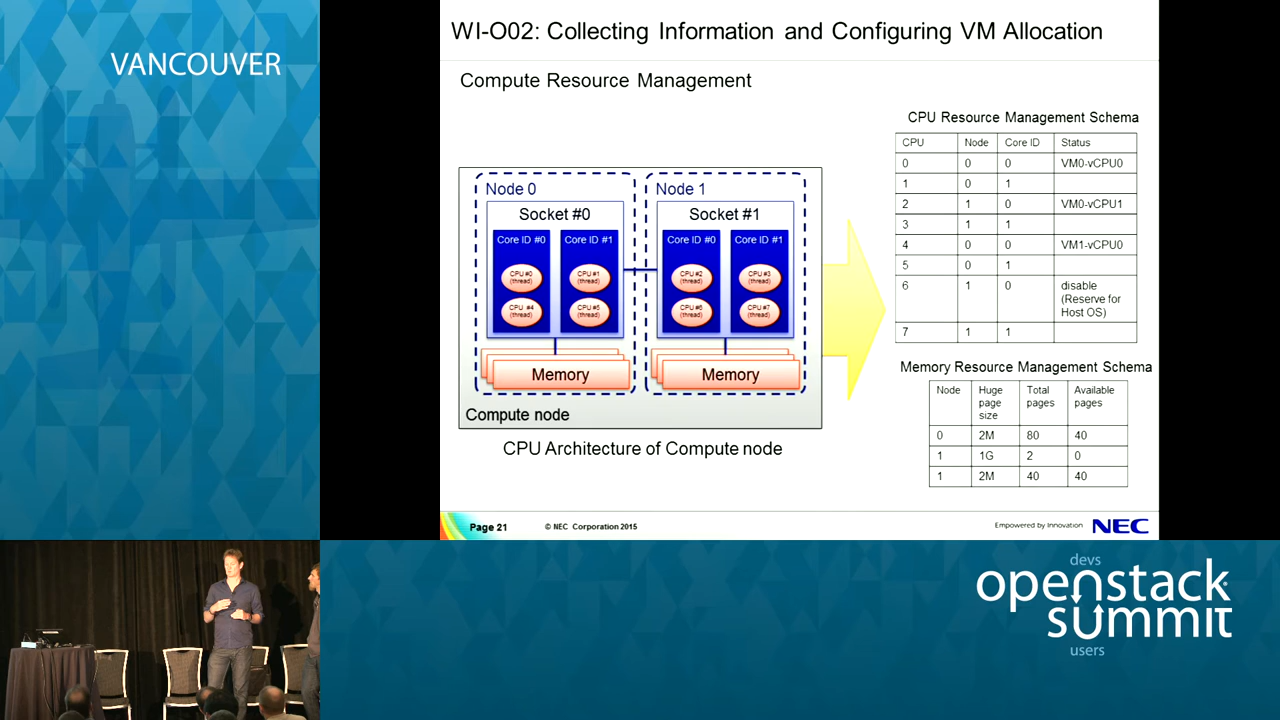 VANCOUVER
WI-O02: Collecting Information and Configuring VM Allocation
Compute Resource Management
Node 0
Node 1
Socket #0
Socket #1
Core ID #0
Core ID #1
Core ID #0
Core ID #1
CPU #0
(thread)
CPU #1
(thread)
CPU #2
(thread)
CPU #3
(thread)
CPU #4
(thread)
CPU #5
(thread)
CPU #6
(thread)
CPU #7
(thread)
Memory
Memory
Compute node
CPU Architecture of Compute node
CPU Resource Management Schema
CPU Node Core ID Status
0 0 0 VM0-vCPU0
1 0 1
2 1 0 VM0-vCPU1
3 1 1
4 0 0 VM1-vCPU0
5 0 1
6 1 0 disable
(Reserve for
Host OS)
7 1 1
Memory Resource Management Schema
Node Huge Total Available
page pages pages
size
0 2M 80 40
1 1G 2 0
1 2M 40 40
Page 21
© NEC Corporation 2015
Empowered by Innovation
NEC
devs
openstack
summit
users